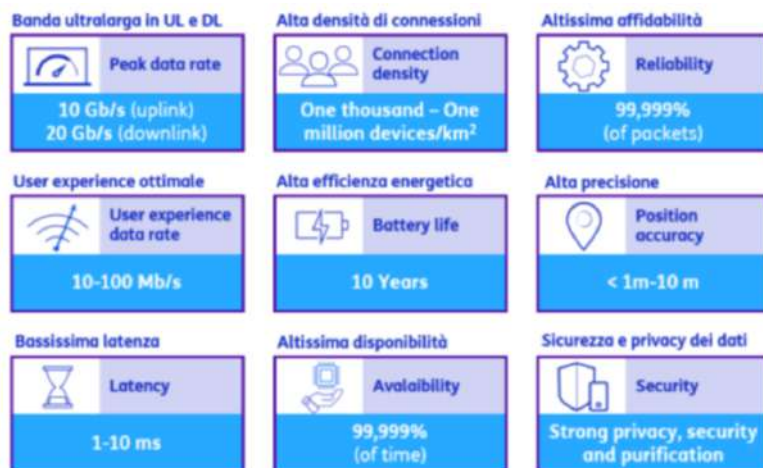 Banda ultralarga in UL e DL
Peak data rate
10 Gb/s (uplink)
20 Gb/s (downlink)
Alta densità di connessioni
Connection
density
One thousand – One
million devices/km²
Altissima affidabilità
Reliability
99,999%
(of packets)
User experience ottimale
User experience
data rate
10-100 Mb/s
Alta efficienza energetica
Battery life
10 Years
Alta precisione
Position
accuracy
< 1m-10 m
Bassissima latenza
Latency
1-10 ms
Altissima disponibilità
Avalaibility
99,999%
(of time)
Sicurezza e privacy dei dati
Security
Strong privacy, security
and purification